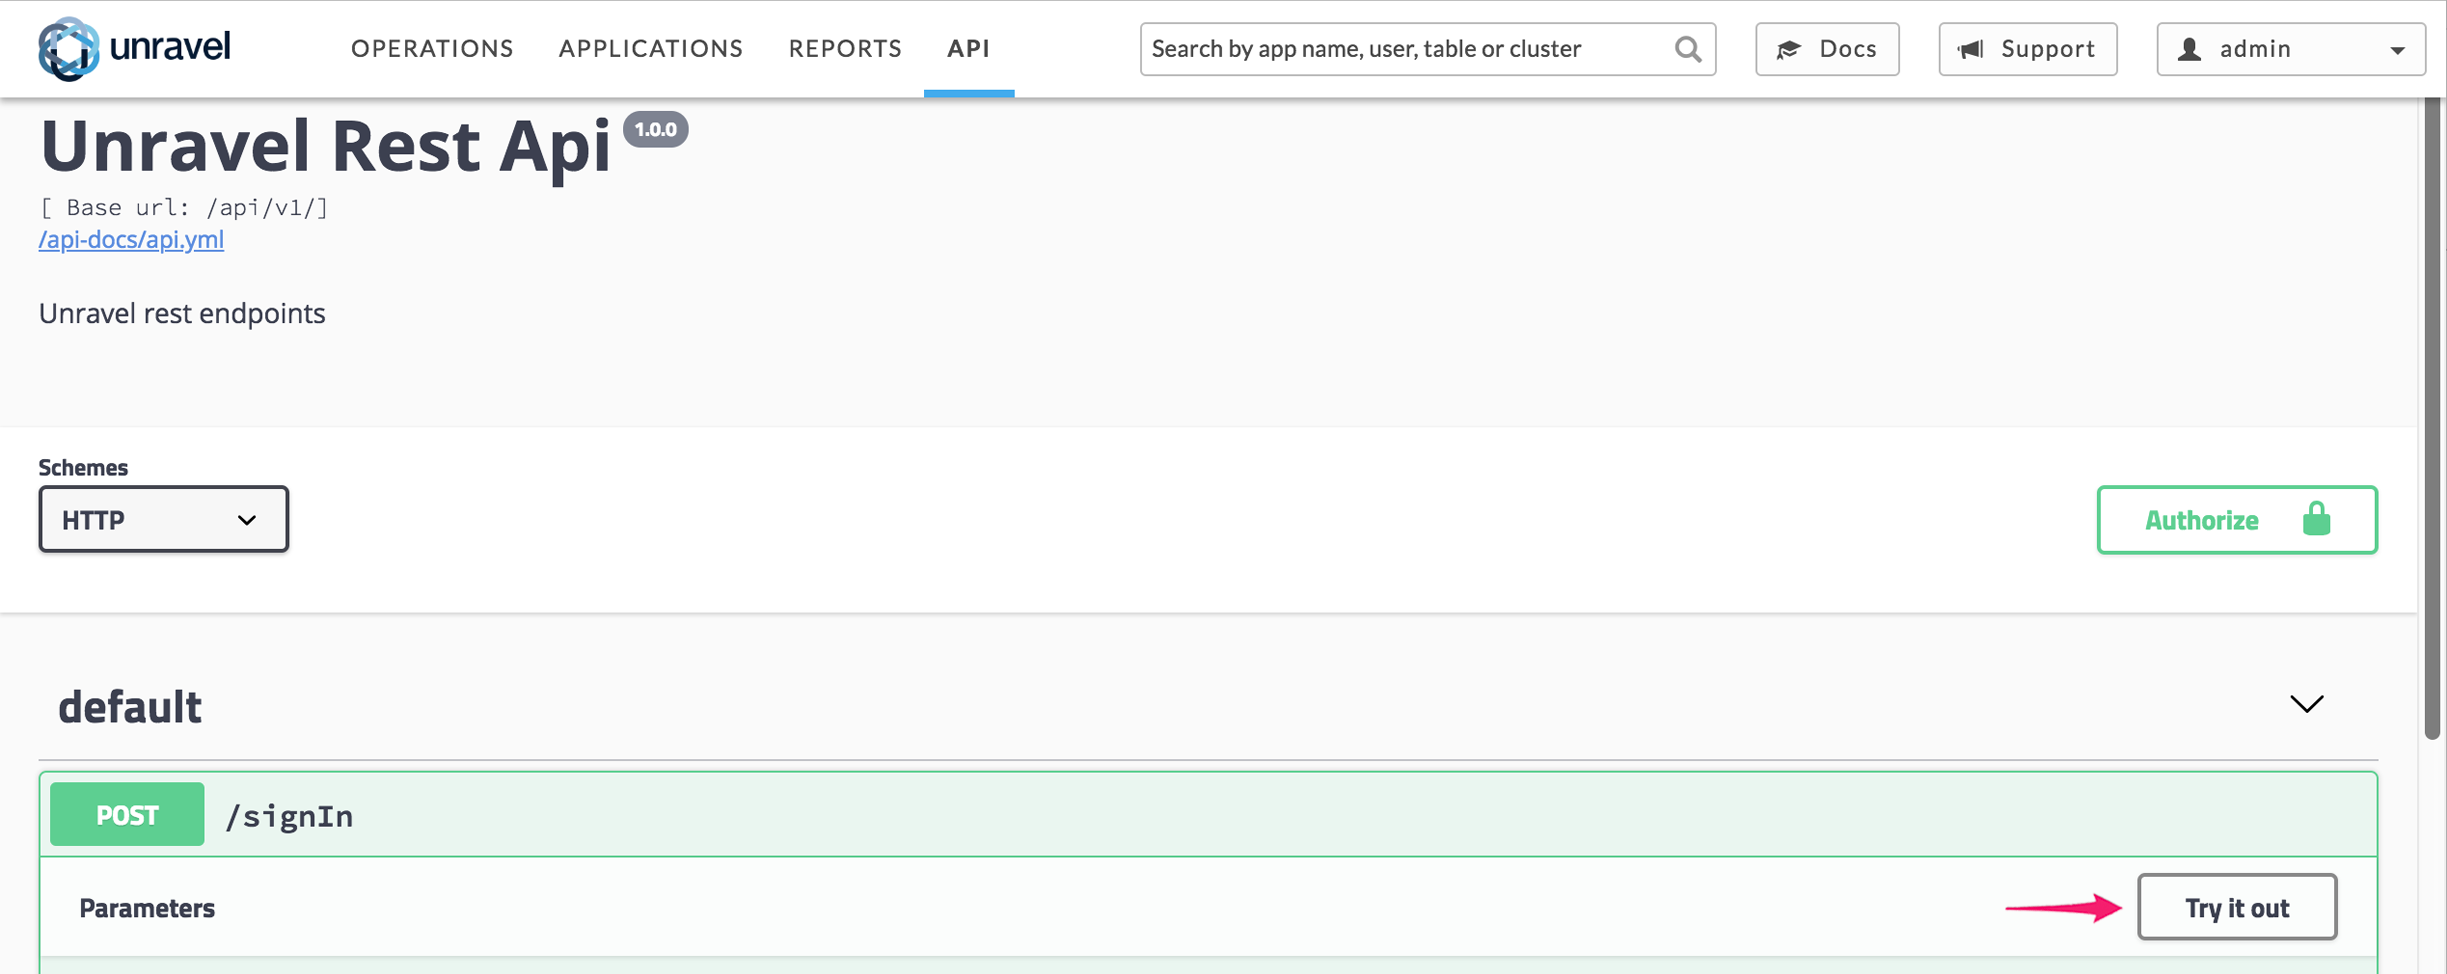 unravel OPERATIONS APPLICATIONS REPORTS API Search by app name, user, table or cluster Docs Support admin
Unravel Rest Api 1.0.0
[ Base url: /api/v1/]
/api-docs/api.yml
Unravel rest endpoints
Schemes
HTTP
Authorize
default
POST /signIn
Parameters Try it out